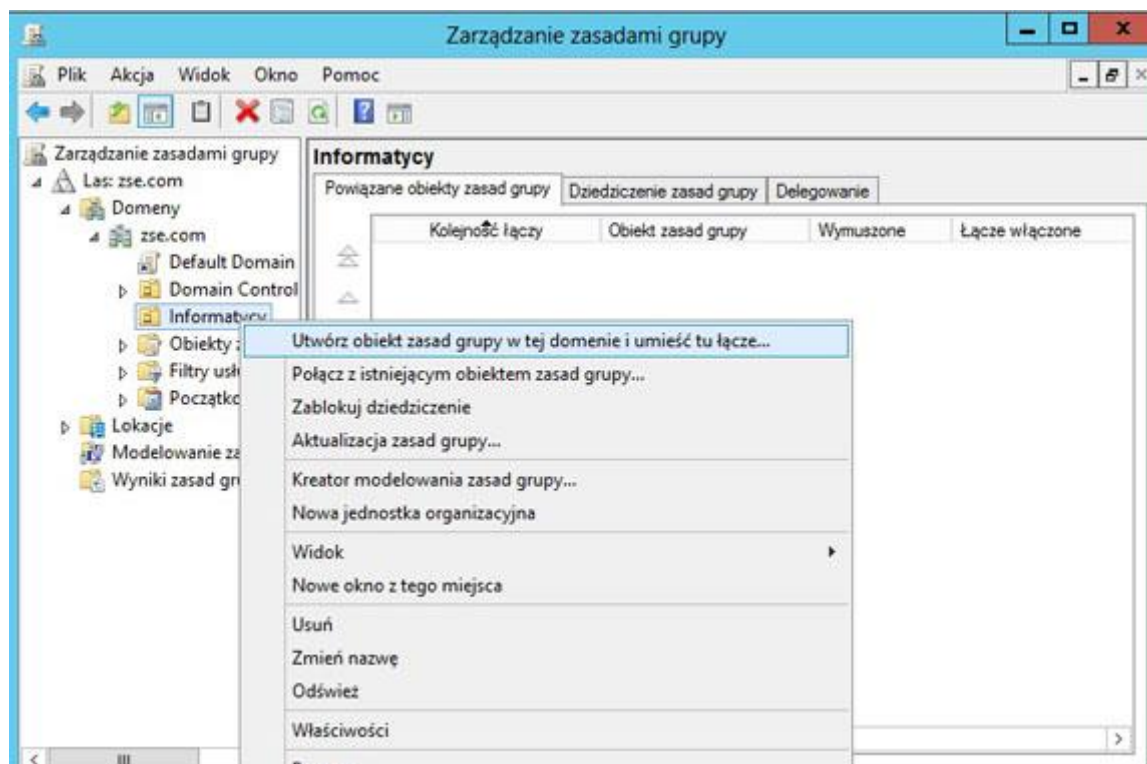 Zarządzanie zasadami grupy
Plik Akcja Widok Okno Pomoc
Zarządzanie zasadami grupy
Las: zse.com
Domeny
zse.com
Default Domain
Domain Control
Informatycy
Obiekty
Filtry
Lokacje
Modelowanie
Wyniki zasad
Informatycy
Powiązane obiekty zasad grupy Dziedziczenie zasad grupy Delegowanie
Kolejność łączy Obiekt zasad grupy Wymuszone Łącze włączone
Utwórz obiekt zasad grupy w tej domenie i umieść tu łącze...
Połącz z istniejącym obiektem zasad grupy...
Zablokuj dziedziczenie
Aktualizacja zasad grupy...
Kreator modelowania zasad grupy...
Nowa jednostka organizacyjna
Widok
Nowe okno z tego miejsca
Usuń
Zmień nazwę
Odśwież
Właściwości